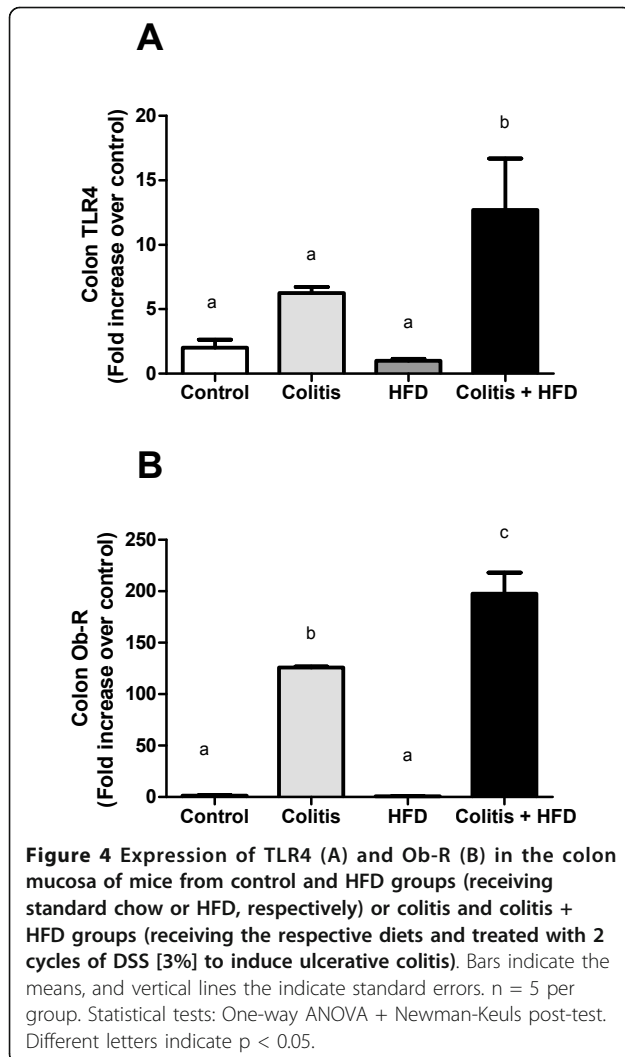 A
Colon TLR4
(Fold increase over control)
20
15
10
5
0
a
a
a
b
Control Colitis HFD Colitis + HFD
B
Colon Ob-R
(Fold increase over control)
250
200
150
100
50
0
a
b
a
c
Control Colitis HFD Colitis + HFD
Figure 4 Expression of TLR4 (A) and Ob-R (B) in the colon
mucosa of mice from control and HFD groups (receiving
standard chow or HFD, respectively) or colitis and colitis +
HFD groups (receiving the respective diets and treated with 2
cycles of DSS [3%] to induce ulcerative colitis). Bars indicate the
means, and vertical lines the indicate standard errors. n = 5 per
group. Statistical tests: One-way ANOVA + Newman-Keuls post-test.
Different letters indicate p < 0.05.